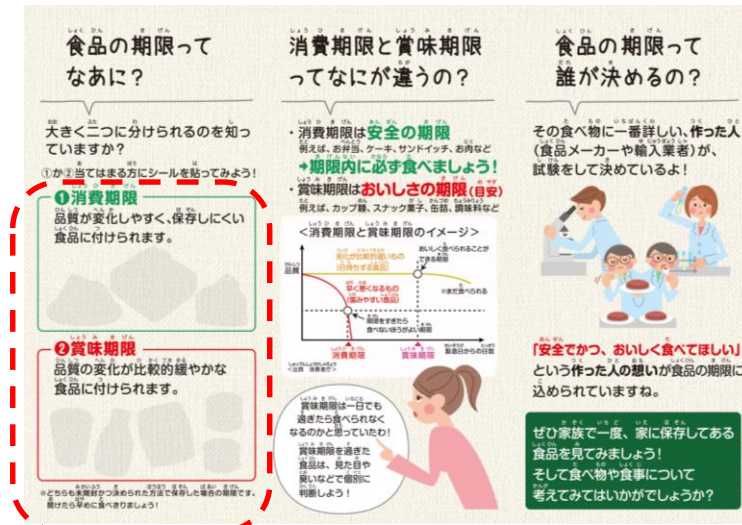 食品の期限って
なあに？
大きく二つに分けられるのを知っ
ていますか？
①か②当てはまる方にシールを貼ってみよう！
❶消費期限
品質が変化しやすく、保存しにくい
食品に付けられます。
❷賞味期限
品質の変化が比較的緩やかな
食品に付けられます。
※どちらも未開封かつ決められた方法で保存した場合の期限です。
開けたら早めに食べきりましょう！
消費期限と賞味期限
ってなにが違うの？
・消費期限は安全の期限
例えば、お弁当、ケーキ、サンドイッチ、お肉など
→期限内に必ず食べましょう！
・賞味期限はおいしさの期限(目安)
例えば、カップ麺、スナック菓子、缶詰、調味料など
＜消費期限と賞味期限のイメージ＞
品質
劣化が比較的遅いもの
（日持ちする食品）
おいしく食べられることが
できる期限
早く悪くなるもの
（傷みやすい食品）
※まだ食べられる
期限をすぎたら
食べないほうがよい期限
消費期限
賞味期限
製造日からの日数
＜出典　消費者庁＞
賞味期限は一日でも
過ぎたら食べられなく
なるのかと思っていたわ！
賞味期限を過ぎた
食品は、見た目や
臭いなどで個別に
判断しよう！
食品の期限って
誰が決めるの？
その食べ物に一番詳しい、作った人
(食品メーカーや輸入業者)が、
試験をして決めているよ！
「安全でかつ、おいしく食べてほしい」
という作った人の想いが食品の期限に
込められていますね。
ぜひ家族で一度、家に保存してある
食品を見てみましょう！
そして食べ物や食事について
考えてみてはいかがでしょうか？